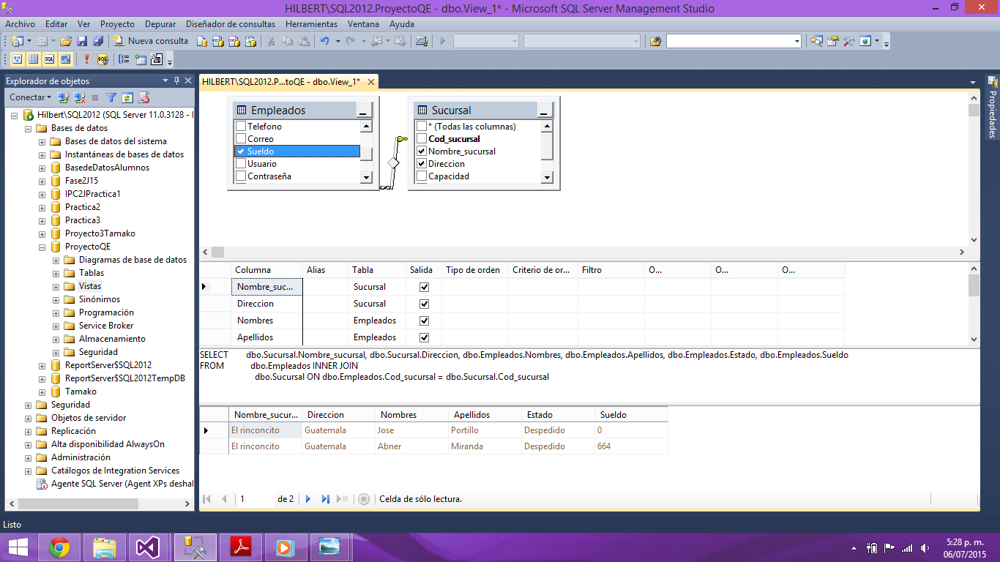 HILBERT\SQL2012.ProyectoQE - dbo.View_1* - Microsoft SQL Server Management Studio
Archivo Editar Ver Proyecto Depurar Diseñador de consultas Herramientas Ventana Ayuda
Nueva consulta
Explorador de objetos
Conectar
Hilbert\SQL2012 (SQL Server 11.0.3128 - I
Bases de datos
Bases de datos del sistema
Instantáneas de bases de datos
BasedeDatosAlumnos
Fase2J15
IPC2JPractica1
Practica2
Practica3
Proyecto3Tamako
ProyectoQE
Diagramas de base de datos
Tablas
Vistas
Sinónimos
Programación
Service Broker
Almacenamiento
Seguridad
ReportServer$SQL2012
ReportServer$SQL2012TempDB
Tamako
Seguridad
Objetos de servidor
Replicación
Alta disponibilidad AlwaysOn
Administración
Catálogos de Integration Services
Agente SQL Server (Agent XPs deshal
HILBERT\SQL2012.P...toQE - dbo.View_1*
Empleados
Telefono
Correo
Sueldo
Usuario
Contraseña
Sucursal
* (Todas las columnas)
Cod_sucursal
Nombre_sucursal
Direccion
Capacidad
Columna Alias Tabla Salida Tipo de orden Criterio de or... Filtro O... O... O...
Nombre_suc... Sucursal
Direccion Sucursal
Nombres Empleados
Apellidos Empleados
SELECT dbo.Sucursal.Nombre_sucursal, dbo.Sucursal.Direccion, dbo.Empleados.Nombres, dbo.Empleados.Apellidos, dbo.Empleados.Estado, dbo.Empleados.Sueldo
FROM dbo.Empleados INNER JOIN
dbo.Sucursal ON dbo.Empleados.Cod_sucursal = dbo.Sucursal.Cod_sucursal
Nombre_sucur... Direccion Nombres Apellidos Estado Sueldo
El rinconcito Guatemala Jose Portillo Despedido 0
El rinconcito Guatemala Abner Miranda Despedido 664
1 de 2 Celda de sólo lectura.
Propiedades
Listo
5:28 p. m.
06/07/2015